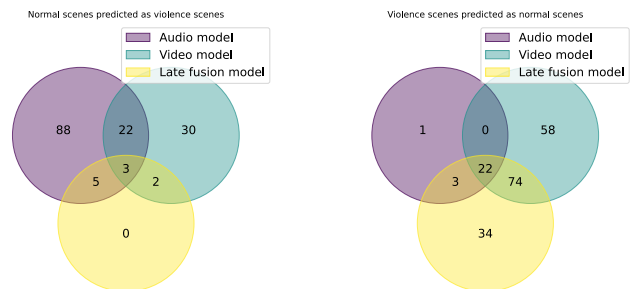 Normal scenes predicted as violence scenes
Audio model
Video model
Late fusion model
88
22
30
3
5
2
0
Violence scenes predicted as normal scenes
Audio model
Video model
Late fusion model
1
0
58
22
3
74
34